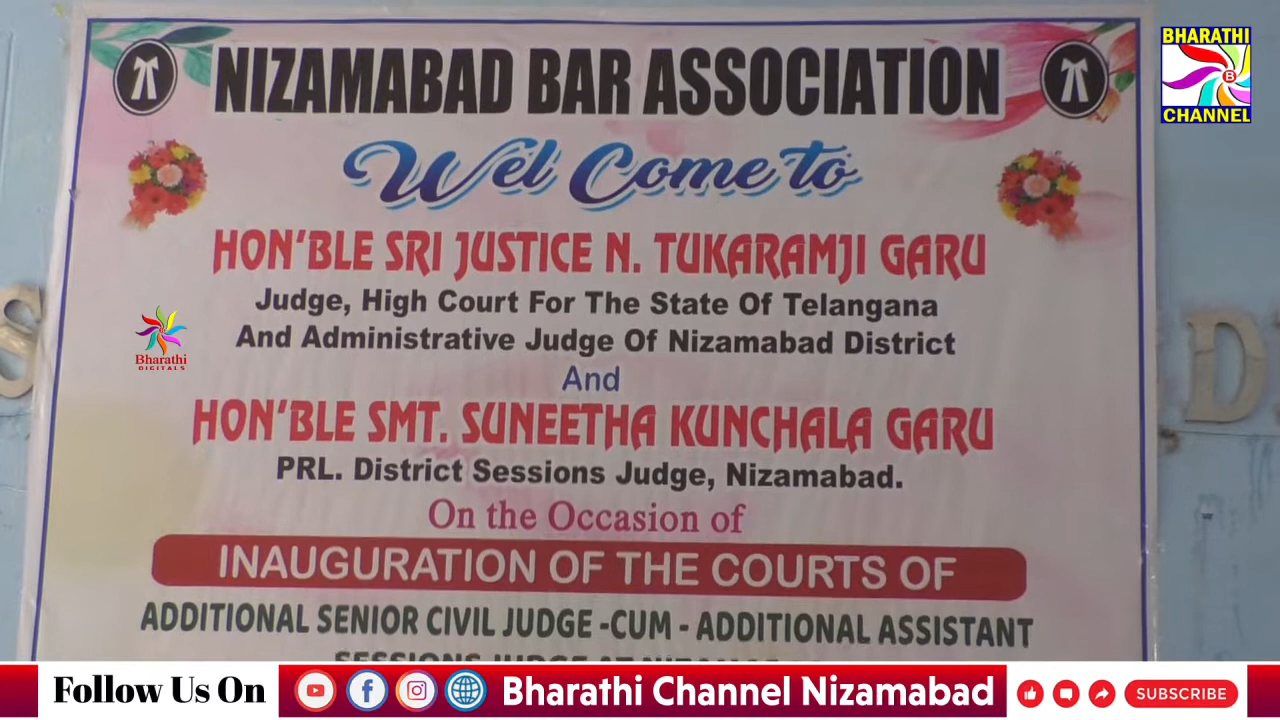 NIZAMABAD BAR ASSOCIATION
BHARATHI
B
CHANNEL
Wel Come to
HON'BLE SRI JUSTICE N. TUKARAMJI GARU
Judge, High Court For The State Of Telangana
And Administrative Judge Of Nizamabad District
Bharathi
DIGITALS
And
HON'BLE SMT. SUNEETHA KUNCHALA GARU
PRL. District Sessions Judge, Nizamabad.
On the Occasion of
INAUGURATION OF THE COURTS OF
ADDITIONAL SENIOR CIVIL JUDGE -CUM - ADDITIONAL ASSISTANT
Follow Us On
Bharathi Channel Nizamabad
SUBSCRIBE